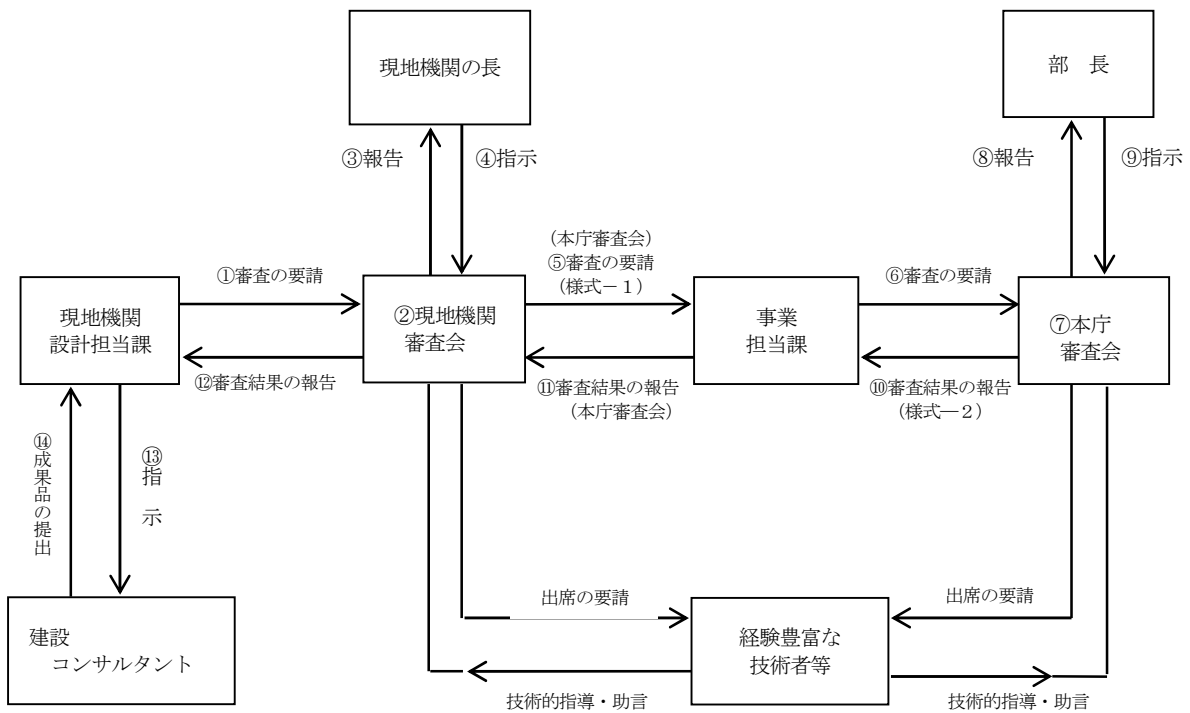 現地機関の長
部　長
③報告
④指示
⑧報告
⑨指示
（本庁審査会）
①審査の要請
⑤審査の要請
（様式－１）
⑥審査の要請
現地機関
設計担当課
②現地機関
審査会
事業
担当課
⑦本庁
審査会
⑫審査結果の報告
⑪審査結果の報告
（本庁審査会）
⑩審査結果の報告
（様式―２）
⑭成果品の提出
⑬指　示
出席の要請
出席の要請
建設
コンサルタント
経験豊富な
技術者等
技術的指導・助言
技術的指導・助言